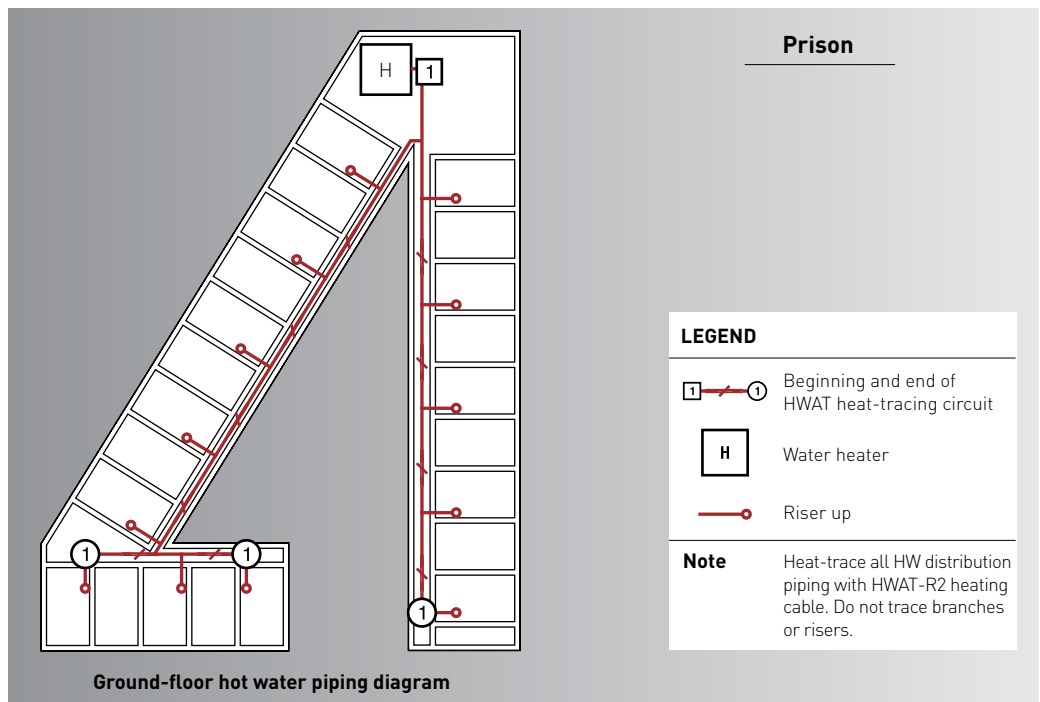 Prison
H
1
1
1
1
Ground-floor hot water piping diagram
LEGEND
1 1
Beginning and end of
HWAT heat-tracing circuit
H
Water heater
Riser up
Note
Heat-trace all HW distribution
piping with HWAT-R2 heating
cable. Do not trace branches
or risers.